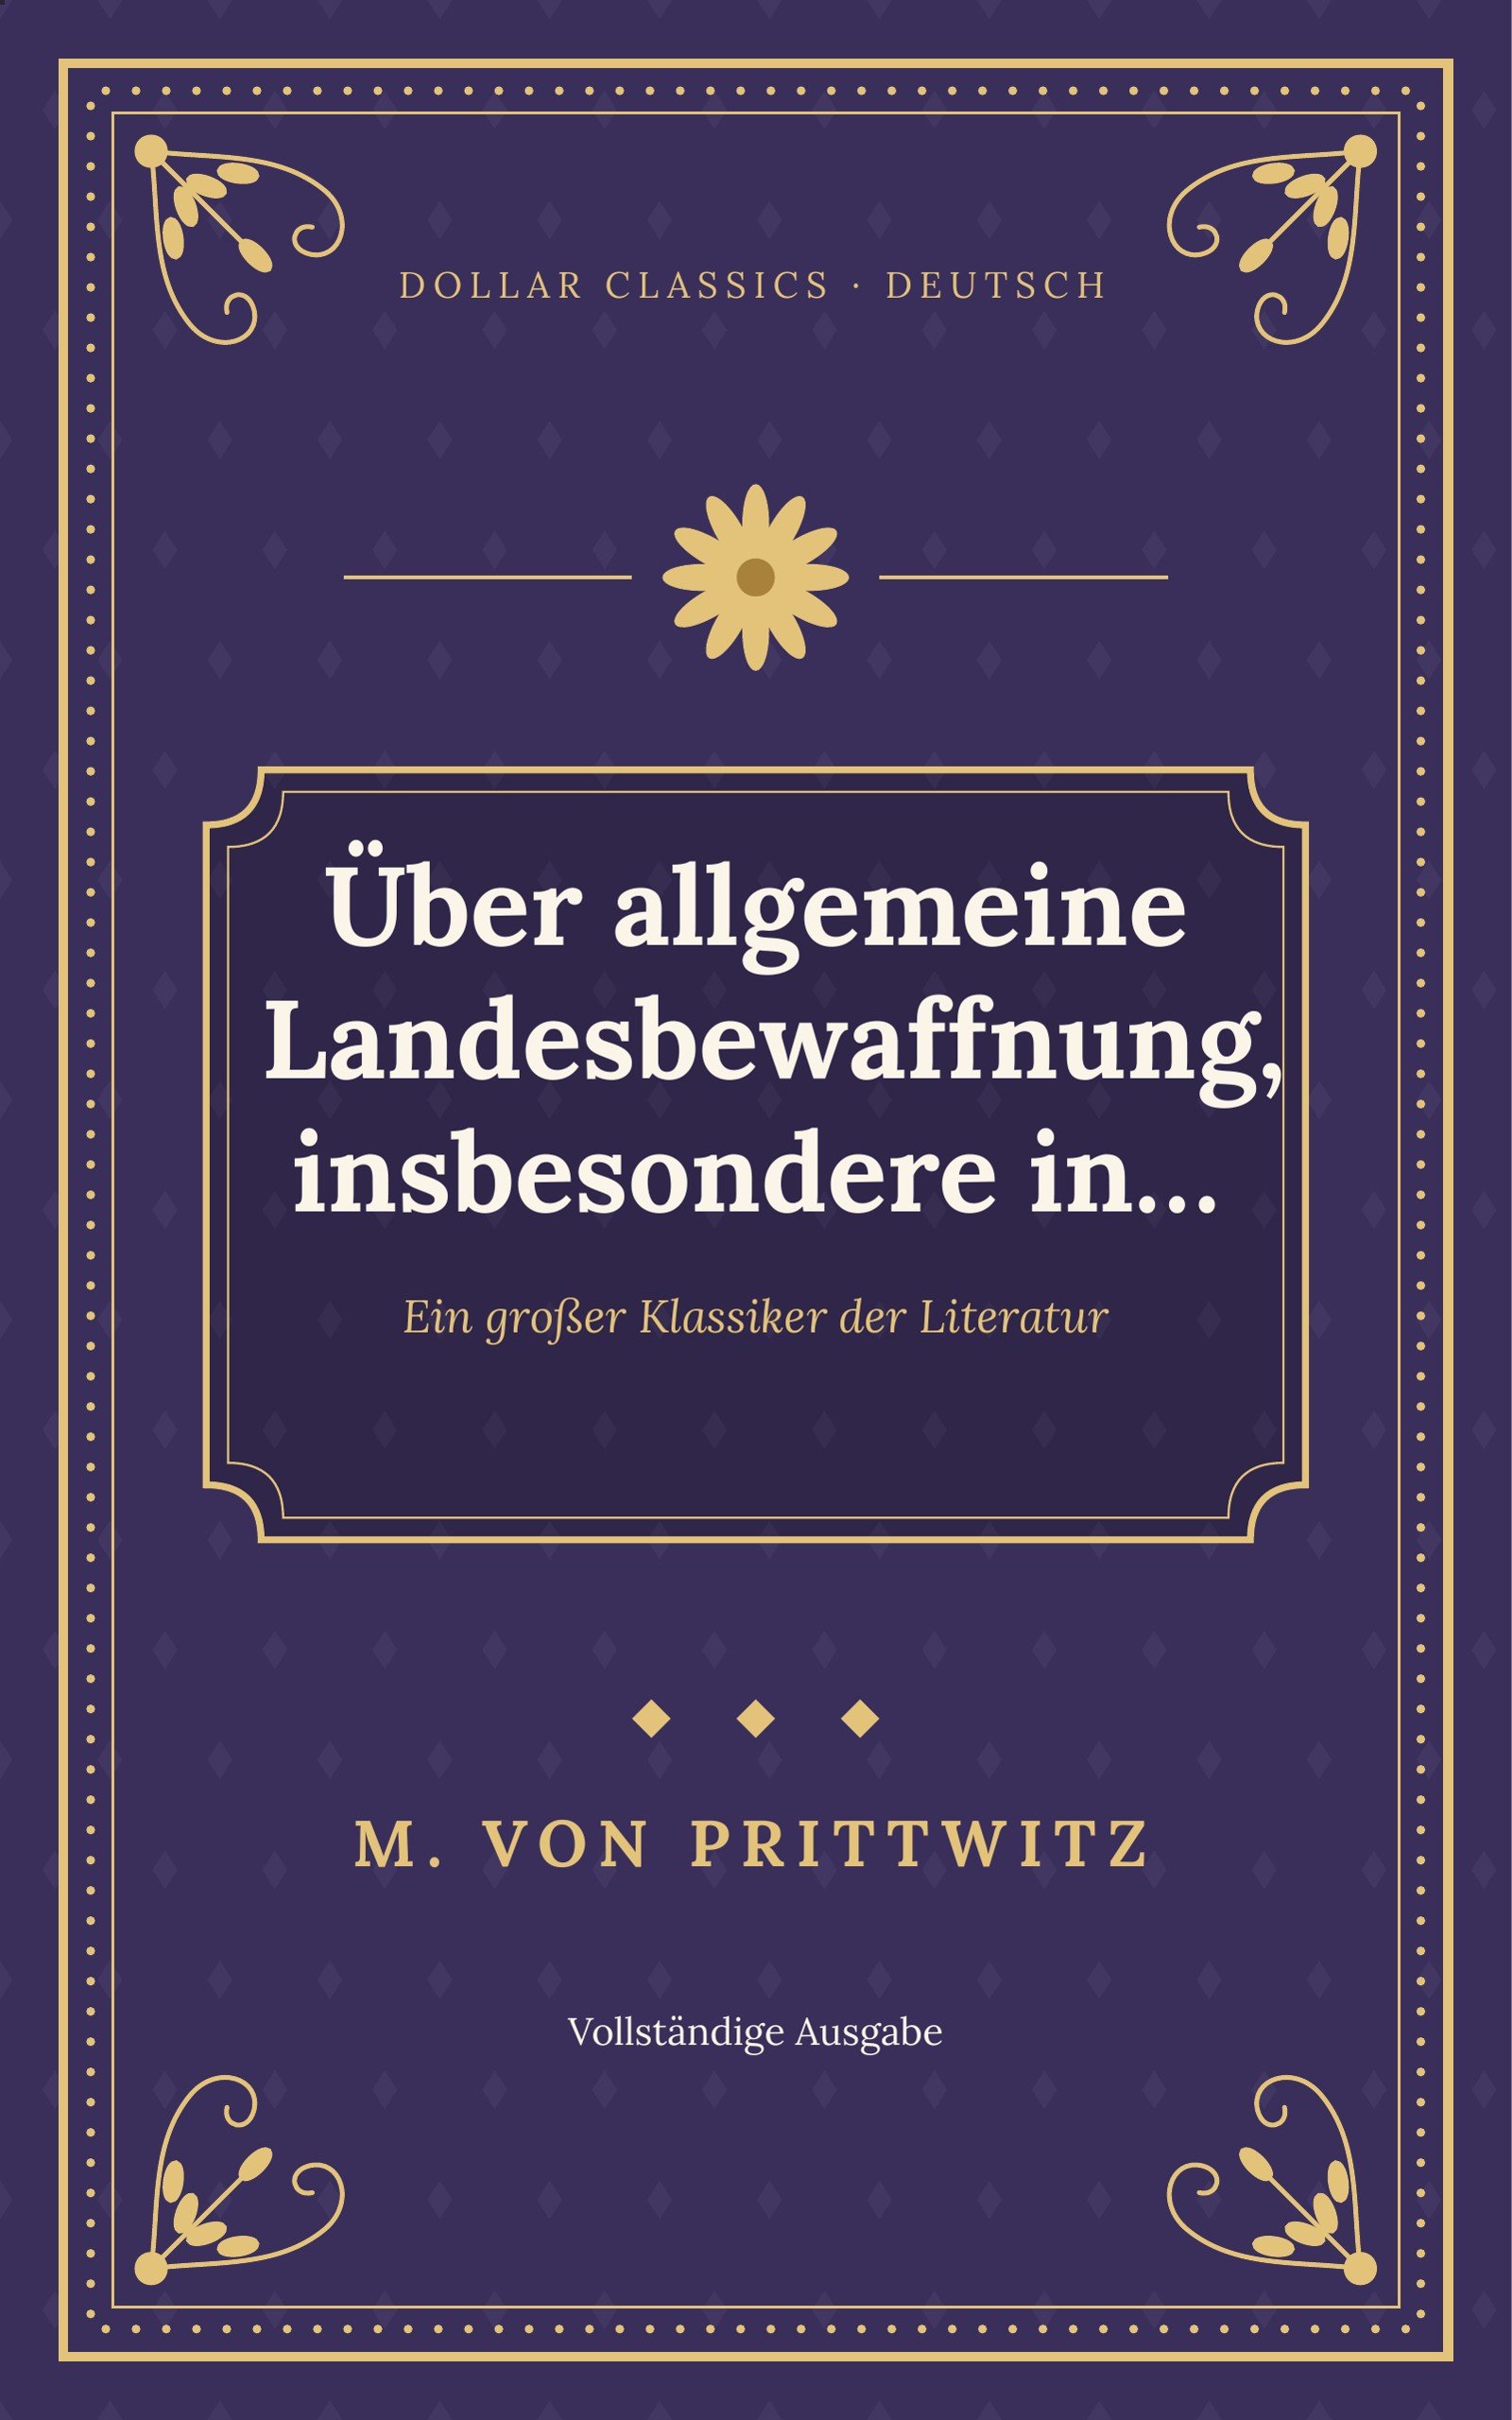 DOLLAR CLASSICS · DEUTSCH
Über allgemeine
Landesbewaffnung,
insbesondere in...
Ein großer Klassiker der Literatur
M. VON PRITTWITZ
Vollständige Ausgabe